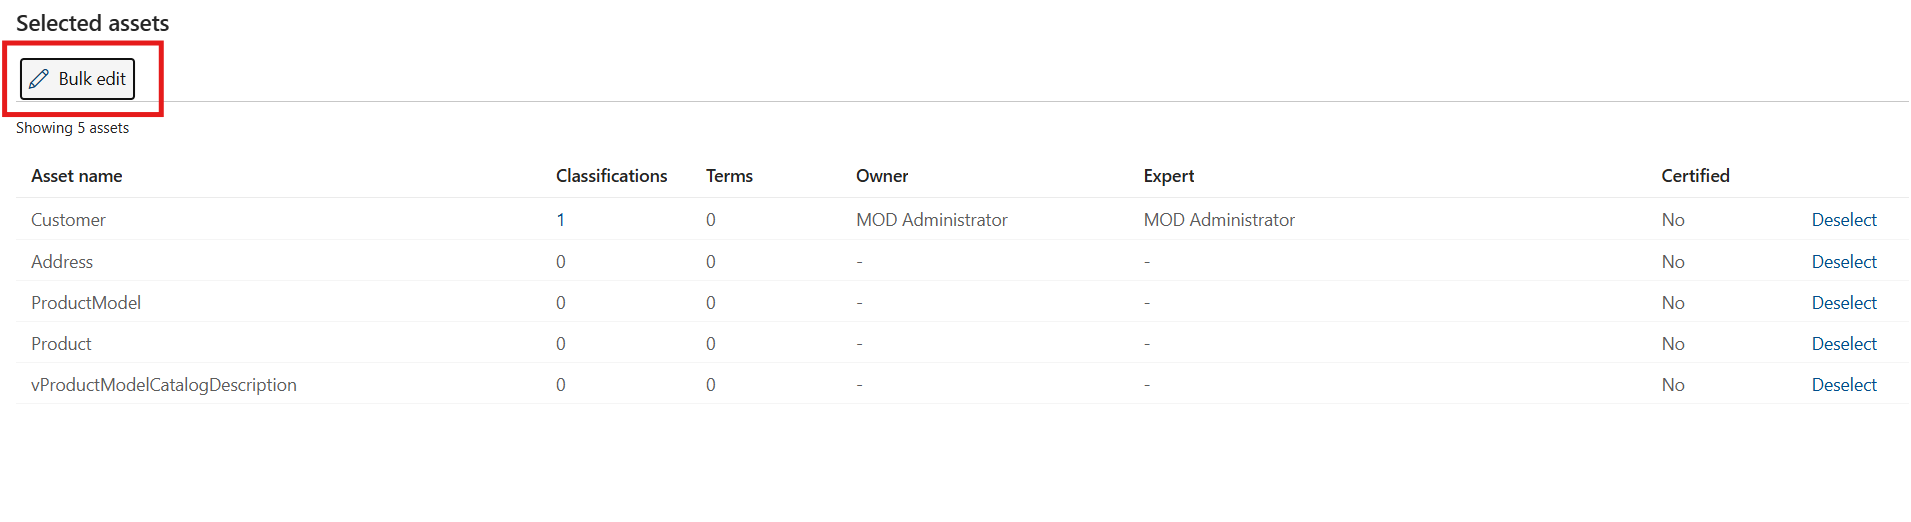 Selected assets
Bulk edit
Showing 5 assets
Asset name Classifications Terms Owner Expert Certified
Customer 1 0 MOD Administrator MOD Administrator No Deselect
Address 0 0 - - No Deselect
ProductModel 0 0 - - No Deselect
Product 0 0 - - No Deselect
vProductModelCatalogDescription 0 0 - - No Deselect